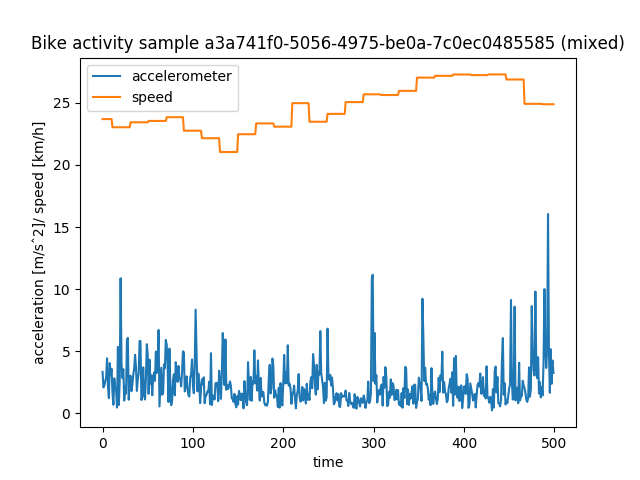 Bike activity sample a3a741f0-5056-4975-be0a-7c0ec0485585 (mixed)
accelerometer
speed
acceleration [m/s^2]/ speed [km/h]
25
20
15
10
5
0
0 100 200 300 400 500
time